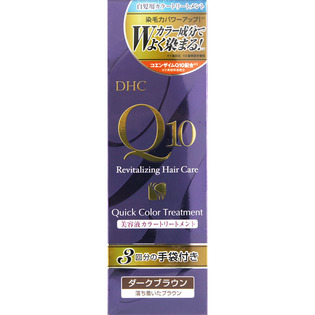 白髪用カラートリートメント
染毛力パワーアップ!
Wカラー成分で
よく染まる!
コエンザイムQ10配合
DHC
Q10
Revitalizing Hair Care
Quick Color Treatment
美容液カラートリートメント
3回分の手袋付き
ダークブラウン
落ち着いたブラウン